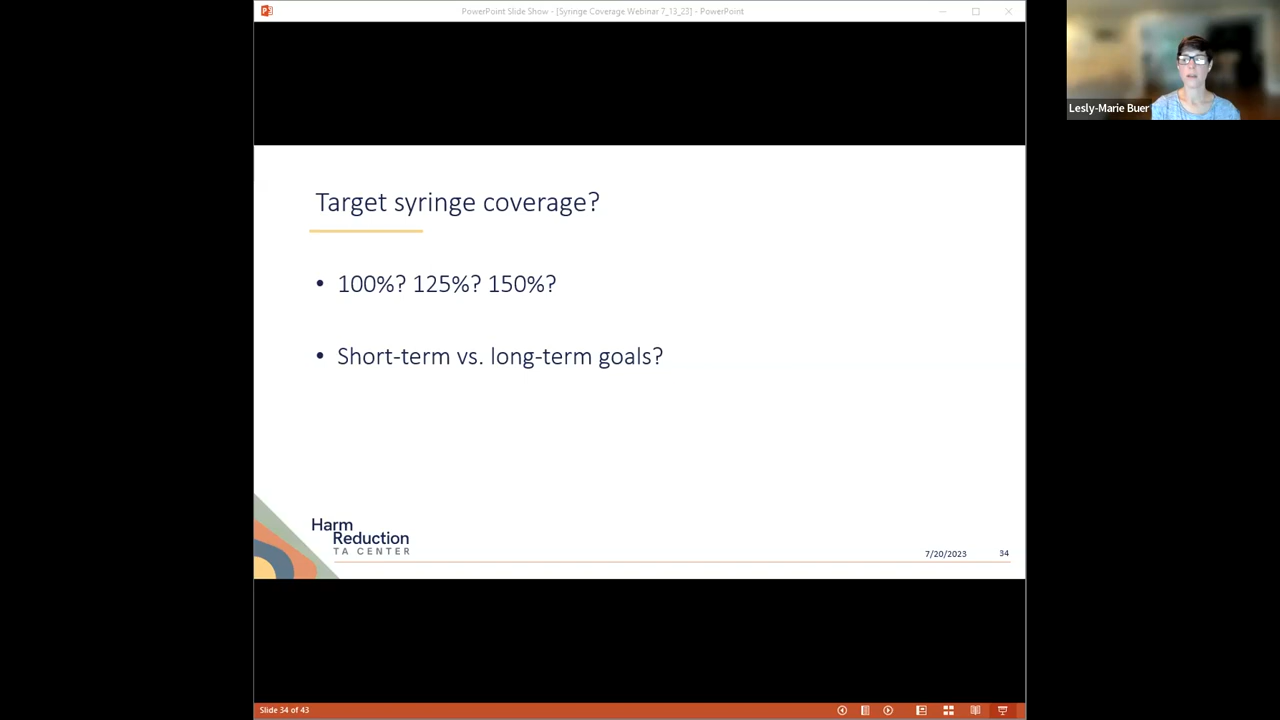 PowerPoint Slide Show - [Syringe Coverage Webinar 7_13_23] - PowerPoint
Lesly-Marie Buer
Target syringe coverage?
• 100%? 125%? 150%?
• Short-term vs. long-term goals?
Harm
Reduction
TA CENTER
7/20/2023 34
Slide 34 of 43